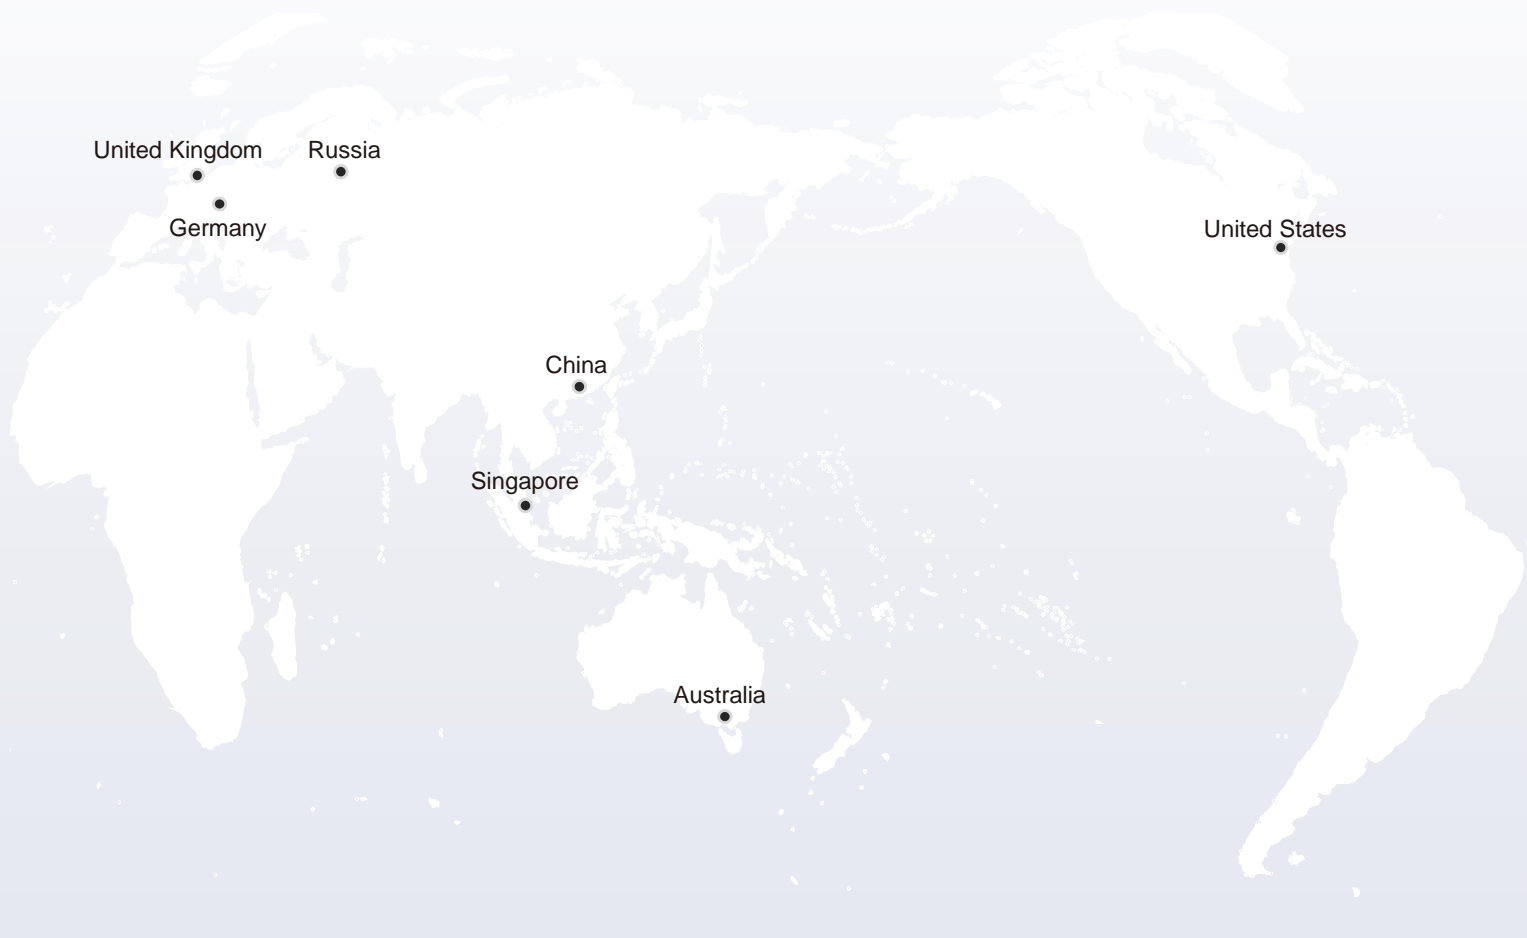 United Kingdom
Russia
Germany
United States
China
Singapore
Australia